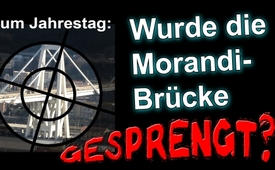 um Jahrestag:
Wurde die
Morandi-
Brücke
GESPRENGT?